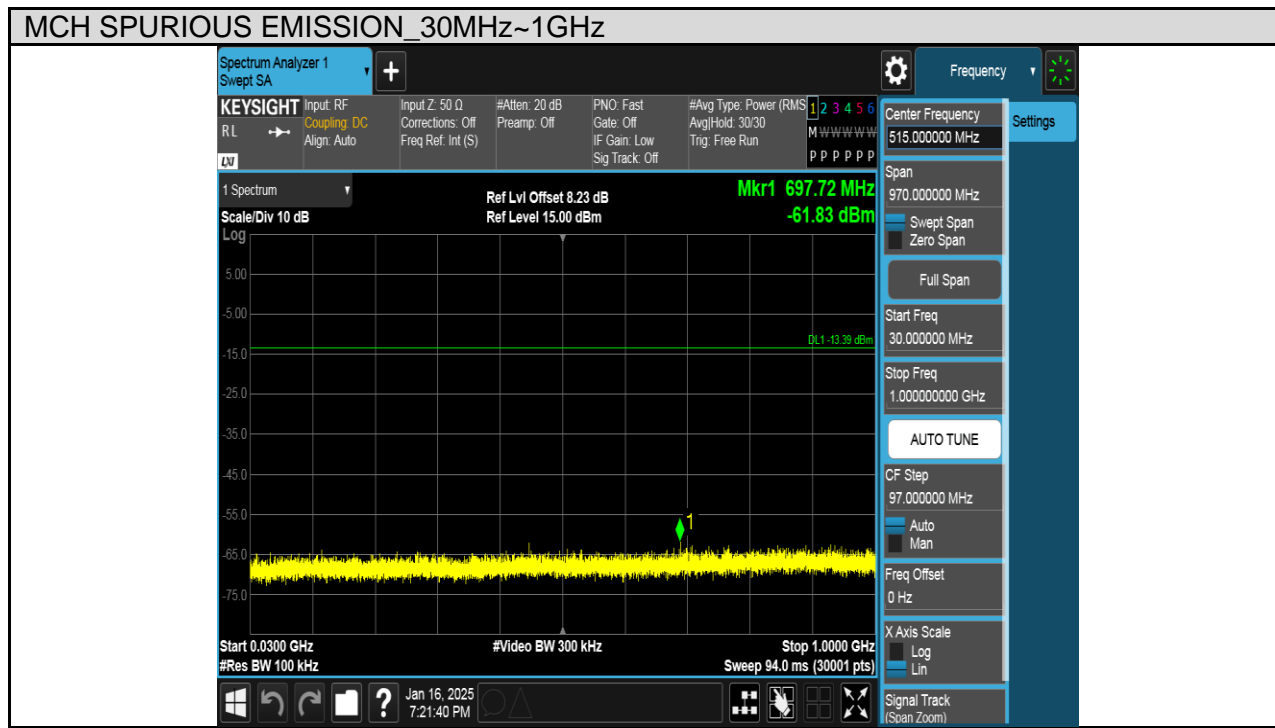 MCH SPURIOUS EMISSION_30MHz~1GHz
Spectrum Analyzer 1
Swept SA
+
Frequency
KEYSIGHT
RL
LXI
Input: RF
Coupling: DC
Align: Auto
Input Z: 50 Ω
Corrections: Off
Freq Ref: Int (S)
#Atten: 20 dB
Preamp: Off
PNO: Fast
Gate: Off
IF Gain: Low
Sig Track: Off
#Avg Type: Power (RMS
Avg|Hold: 30/30
Trig: Free Run
1 2 3 4 5 6
M W W W W W
P P P P P P
1 Spectrum
Scale/Div 10 dB
Log
Ref Lvl Offset 8.23 dB
Ref Level 15.00 dBm
Mkr1 697.72 MHz
-61.83 dBm
5.00
-5.00
DL1 -13.39 dBm
-15.0
-25.0
-35.0
-45.0
-55.0
1
-65.0
-75.0
Start 0.0300 GHz
#Res BW 100 kHz
#Video BW 300 kHz
Stop 1.0000 GHz
Sweep 94.0 ms (30001 pts)
?
Jan 16, 2025
7:21:40 PM
Center Frequency
515.000000 MHz
Settings
Span
970.000000 MHz
Swept Span
Zero Span
Full Span
Start Freq
30.000000 MHz
Stop Freq
1.000000000 GHz
AUTO TUNE
CF Step
97.000000 MHz
Auto
Man
Freq Offset
0 Hz
X Axis Scale
Log
Lin
Signal Track
(Span Zoom)